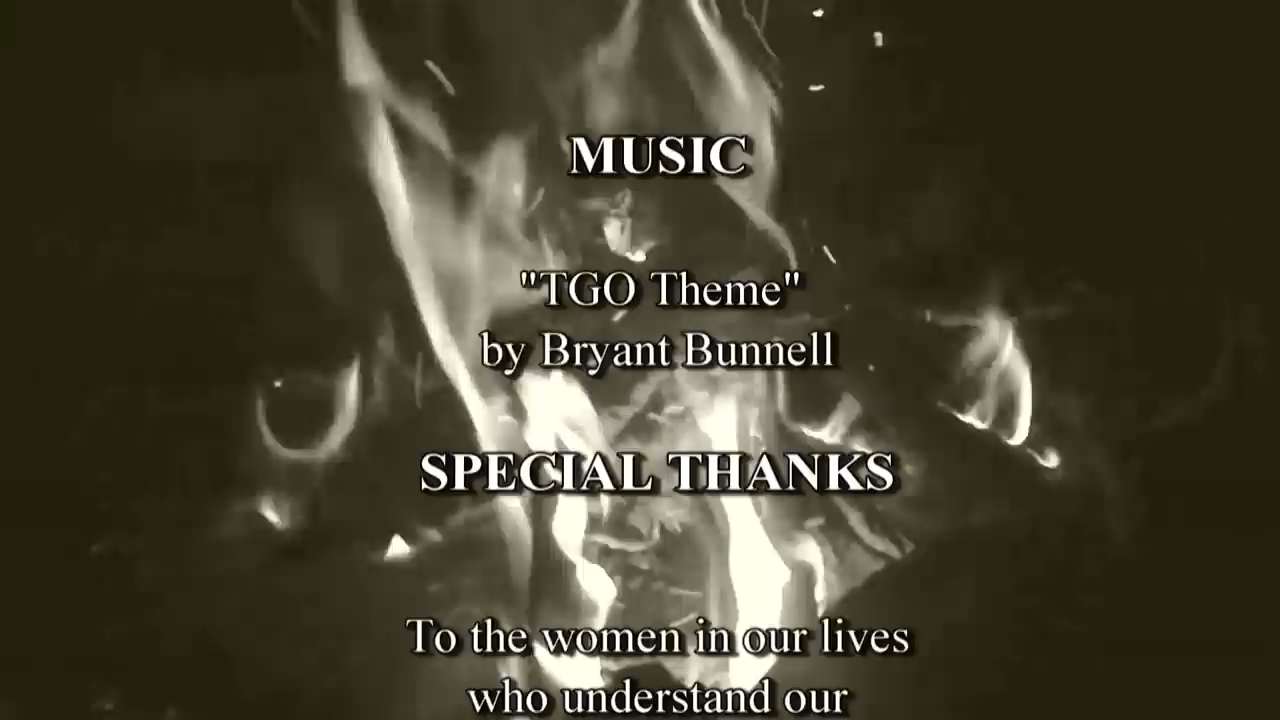 MUSIC
"TGO Theme"
by Bryant Bunnell
SPECIAL THANKS
To the women in our lives
who understand our